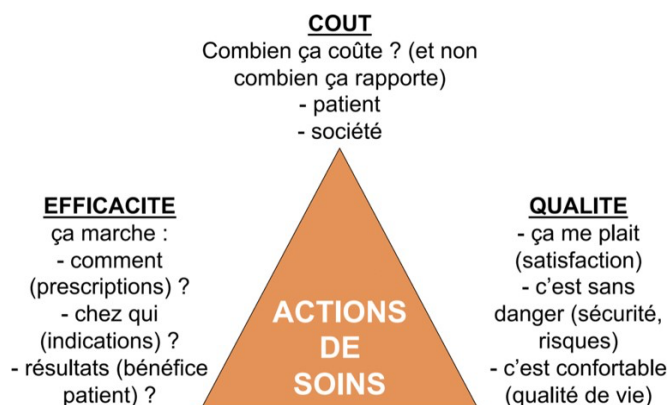 COUT
Combien ça coûte ? (et non
combien ça rapporte)
- patient
- société
EFFICACITE
ça marche :
- comment
(prescriptions) ?
- chez qui
(indications) ?
- résultats (bénéfice
patient) ?
ACTIONS
DE
SOINS
QUALITE
- ça me plait
(satisfaction)
- c’est sans
danger (sécurité,
risques)
- c’est confortable
(qualité de vie)